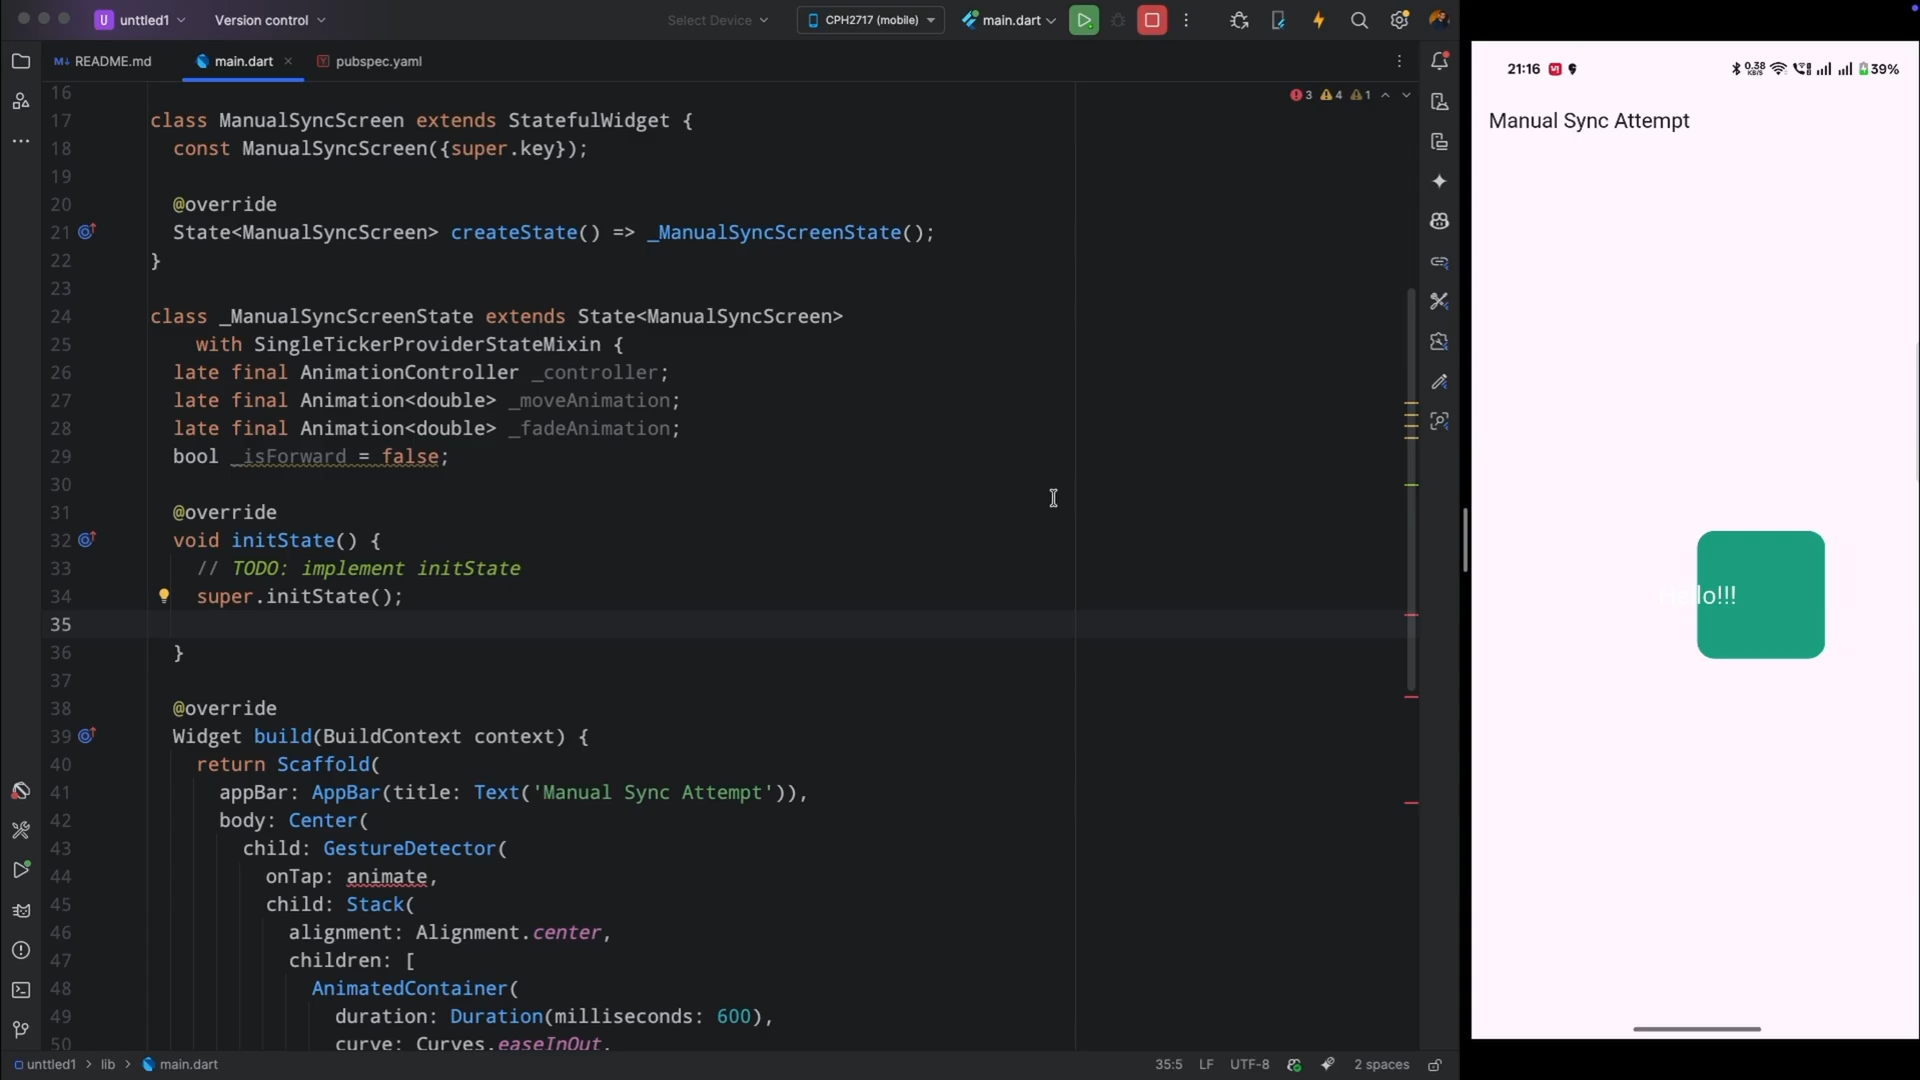 U unttled1
Version control
Select Device
CPH2717 (mobile)
main.dart
README.md
main.dart
pubspec.yaml
3 4 1
16
17 class ManualSyncScreen extends StatefulWidget {
18 const ManualSyncScreen({super.key});
19
20 @override
21 State<ManualSyncScreen> createState() => _ManualSyncScreenState();
22 }
23
24 class _ManualSyncScreenState extends State<ManualSyncScreen>
25 with SingleTickerProviderStateMixin {
26 late final AnimationController _controller;
27 late final Animation<double> _moveAnimation;
28 late final Animation<double> _fadeAnimation;
29 bool _isForward = false;
30
31 @override
32 void initState() {
33 // TODO: implement initState
34 super.initState();
35
36 }
37
38 @override
39 Widget build(BuildContext context) {
40 return Scaffold(
41 appBar: AppBar(title: Text('Manual Sync Attempt')),
42 body: Center(
43 child: GestureDetector(
44 onTap: animate,
45 child: Stack(
46 alignment: Alignment.center,
47 children: [
48 AnimatedContainer(
49 duration: Duration(milliseconds: 600),
50 curve: Curves.easeInOut,
unttled1 > lib > main.dart
35:5 LF UTF-8 2 spaces
21:16
0.38 KB/S
39%
Manual Sync Attempt
Hello!!!